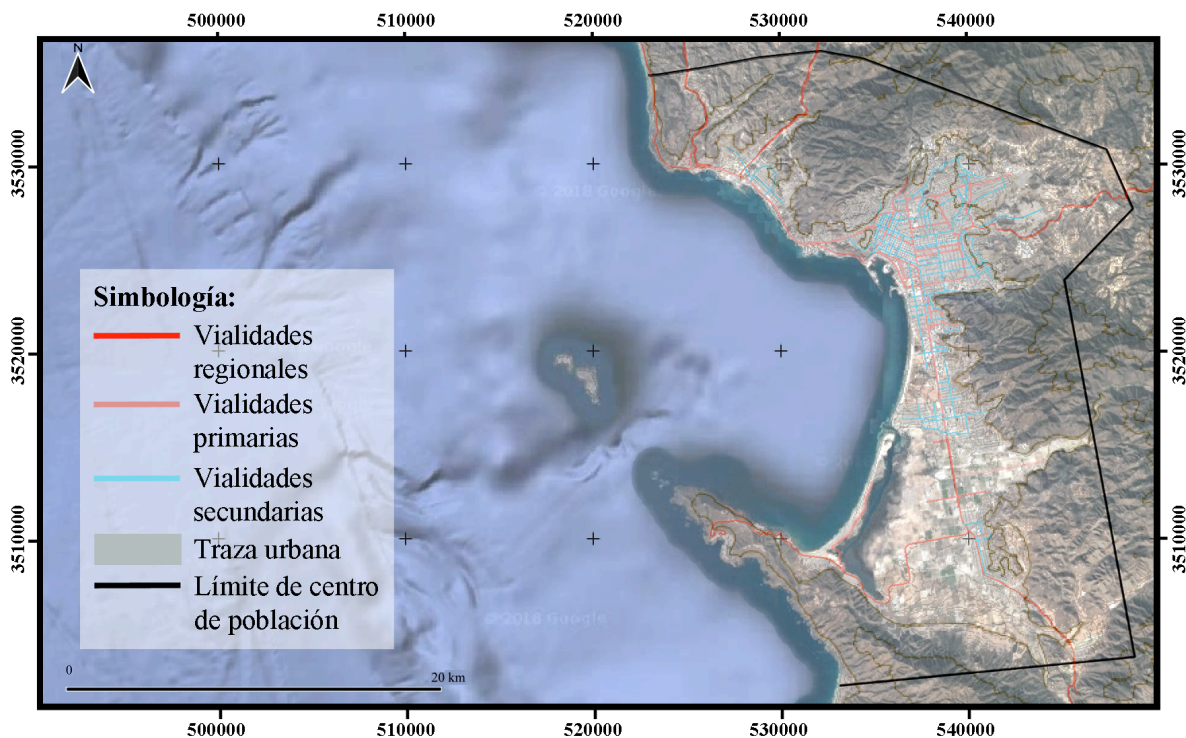 500000 510000 520000 530000 540000
N
3530000 3530000
© 2018 Google
Simbología:
Vialidades
regionales
Vialidades
primarias
Vialidades
secundarias
Traza urbana
Límite de centro
de población
3520000 3520000
3510000 3510000
© 2018 Google
0 20 km
500000 510000 520000 530000 540000